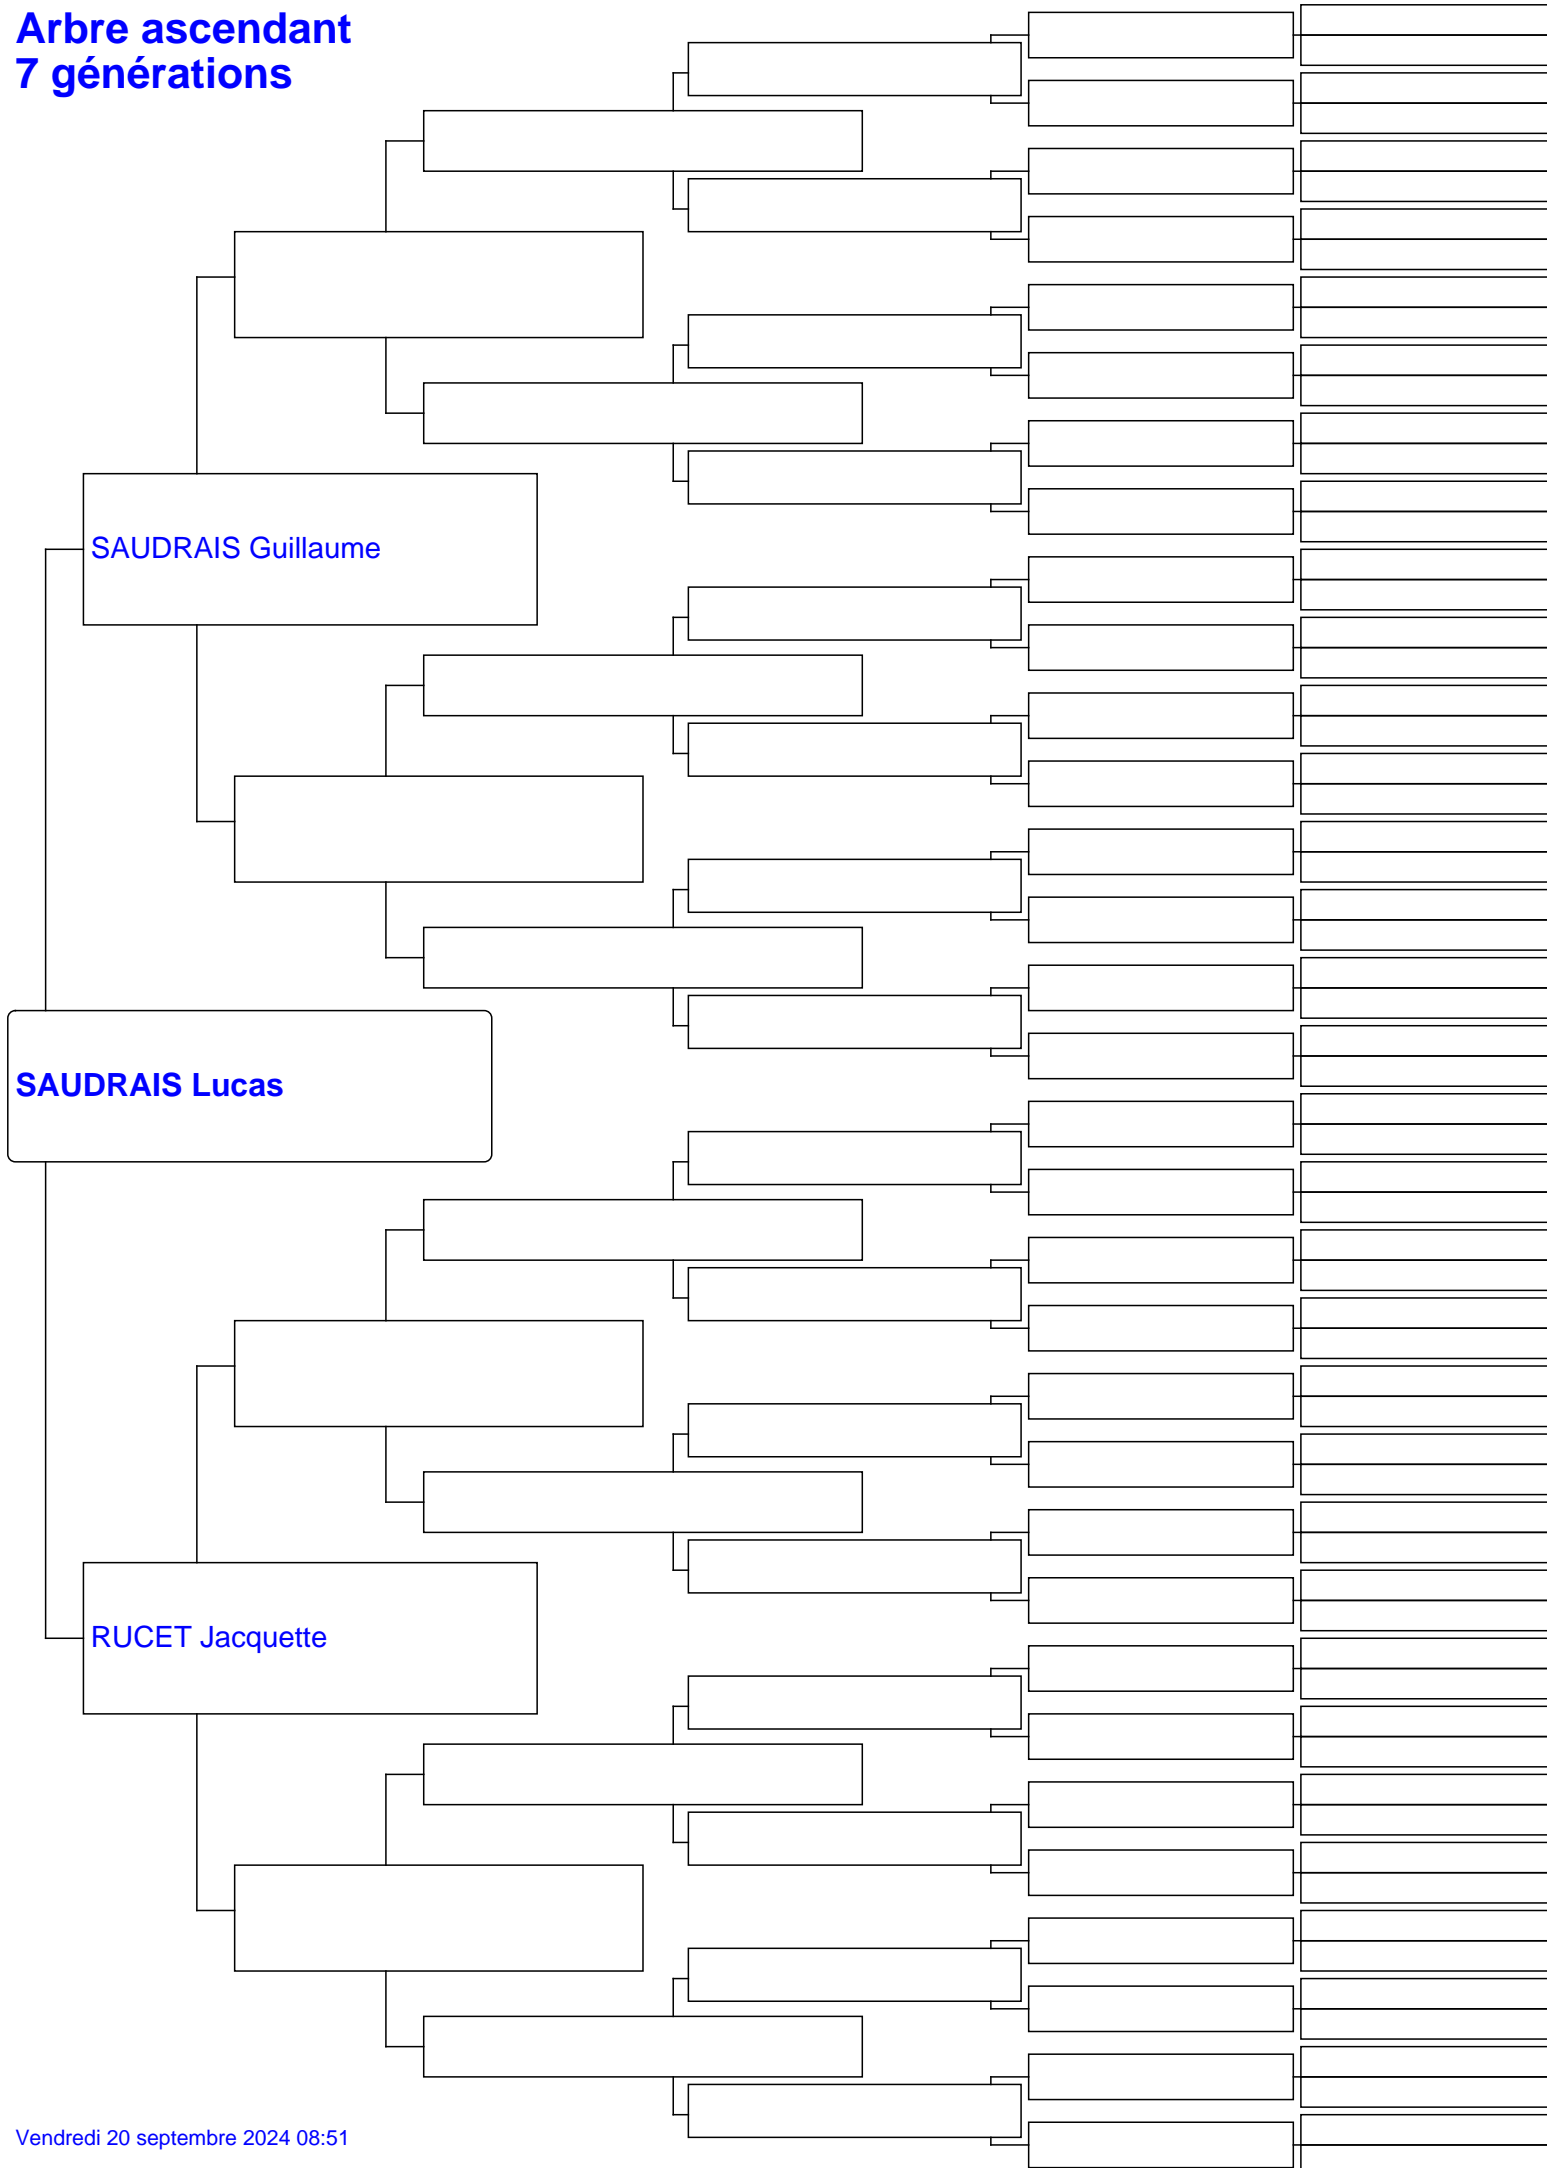 Arbre ascendant
7 générations
SAUDRAIS Guillaume
SAUDRAIS Lucas
RUCET Jacquette
Vendredi 20 septembre 2024 08:51